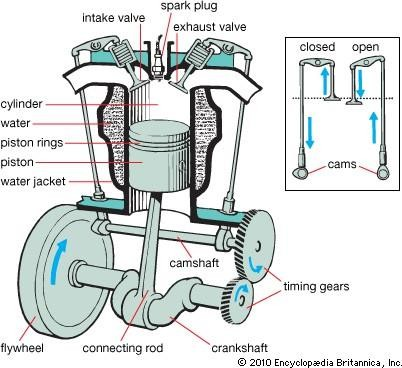 spark plug
intake valve
exhaust valve
closed
open
cylinder
water
piston rings
piston
water jacket
cams
camshaft
timing gears
flywheel
connecting rod
crankshaft
© 2010 Encyclopædia Britannica, Inc.